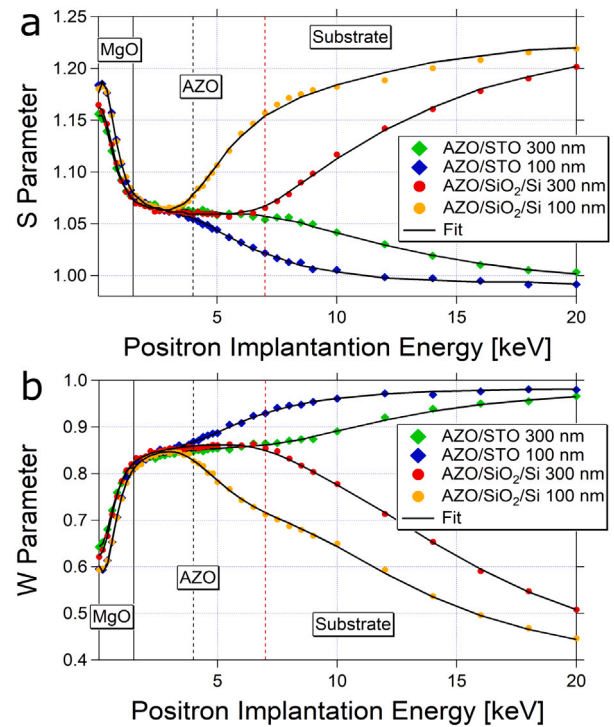 a
MgO
AZO
Substrate
1.25
1.20
1.15
1.10
1.05
1.00
S Parameter
AZO/STO 300 nm
AZO/STO 100 nm
AZO/SiO₂/Si 300 nm
AZO/SiO₂/Si 100 nm
Fit
5
10
15
20
Positron Implantantion Energy [keV]
b
1.0
0.9
0.8
0.7
0.6
0.5
0.4
W Parameter
AZO/STO 300 nm
AZO/STO 100 nm
AZO/SiO₂/Si 300 nm
AZO/SiO₂/Si 100 nm
Fit
AZO
MgO
Substrate
5
10
15
20
Positron Implantantion Energy [keV]